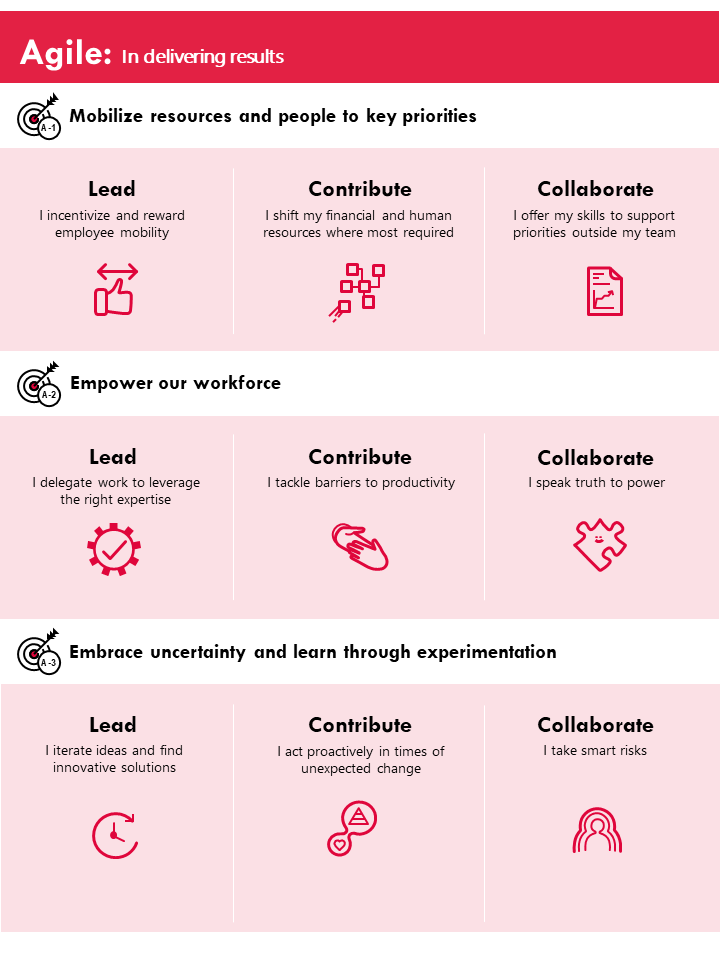 Agile: In delivering results
A-1 Mobilize resources and people to key priorities
Lead
I incentivize and reward
employee mobility
Contribute
I shift my financial and human
resources where most required
Collaborate
I offer my skills to support
priorities outside my team
A-2 Empower our workforce
Lead
I delegate work to leverage
the right expertise
Contribute
I tackle barriers to productivity
Collaborate
I speak truth to power
A-3 Embrace uncertainty and learn through experimentation
Lead
I iterate ideas and find
innovative solutions
Contribute
I act proactively in times of
unexpected change
Collaborate
I take smart risks